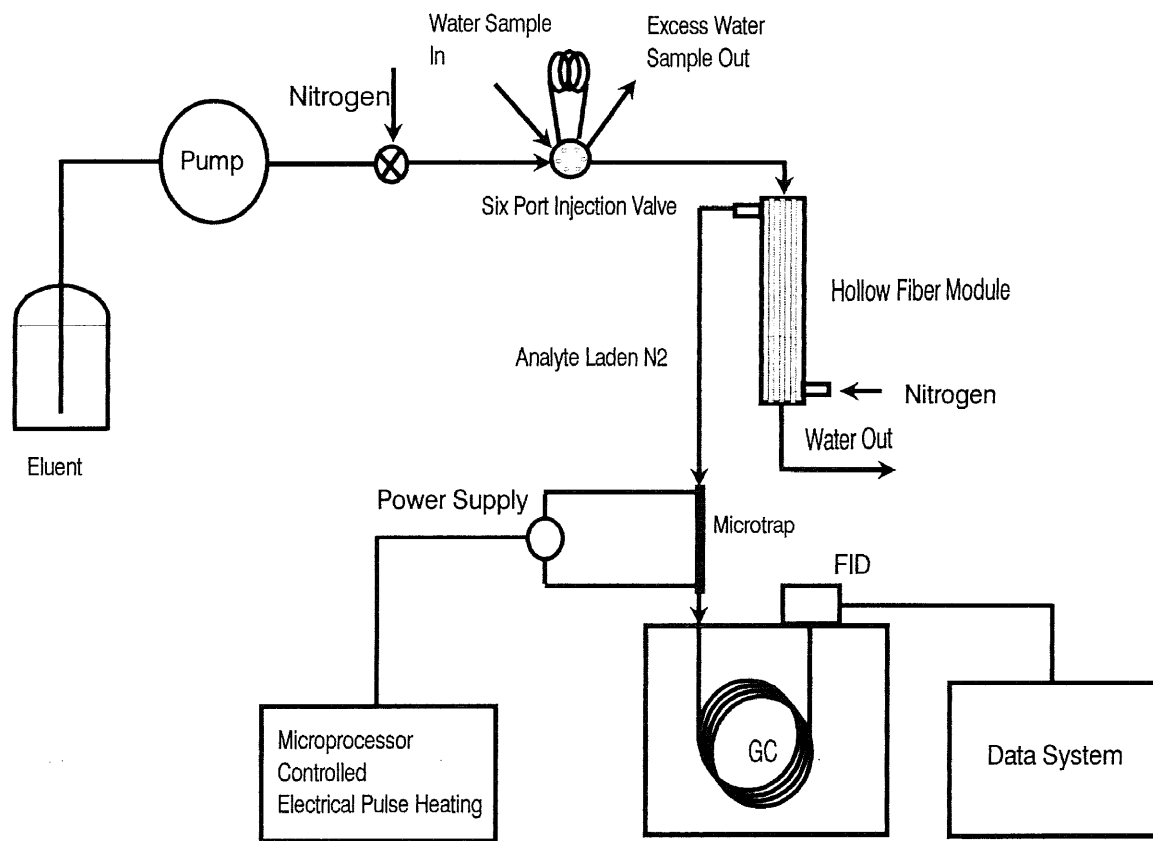 Water Sample
In
Excess Water
Sample Out
Nitrogen
Pump
Six Port Injection Valve
Hollow Fiber Module
Analyte Laden N2
Nitrogen
Water Out
Eluent
Power Supply
Microtrap
FID
Microprocessor
Controlled
Electrical Pulse Heating
GC
Data System